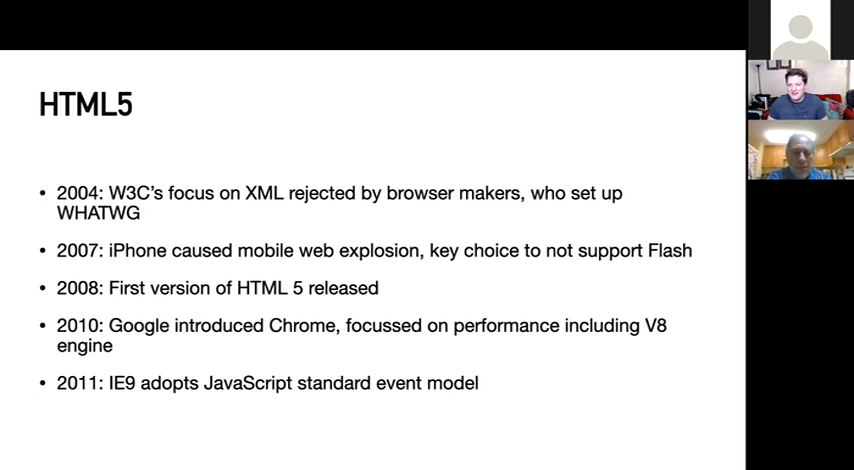 HTML5
• 2004: W3C's focus on XML rejected by browser makers, who set up
WHATWG
• 2007: iPhone caused mobile web explosion, key choice to not support Flash
• 2008: First version of HTML 5 released
• 2010: Google introduced Chrome, focussed on performance including V8
engine
• 2011: IE9 adopts JavaScript standard event model